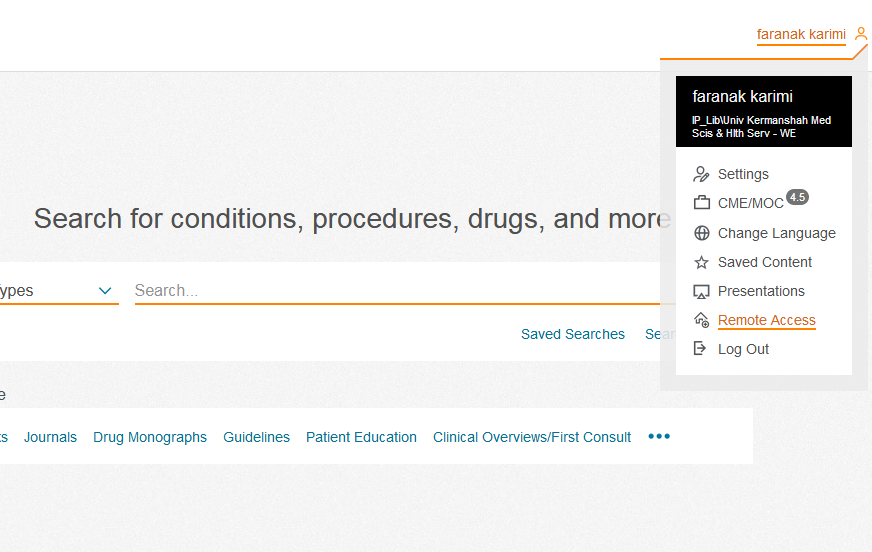 faranak karimi
faranak karimi
IP_Lib\Univ Kermanshah Med
Scis & Hlth Serv - WE
Settings
CME/MOC 4.5
Change Language
Saved Content
Presentations
Remote Access
Log Out
Search for conditions, procedures, drugs, and more
ypes
Search...
Saved Searches
Sear
e
ts Journals Drug Monographs Guidelines Patient Education Clinical Overviews/First Consult •••